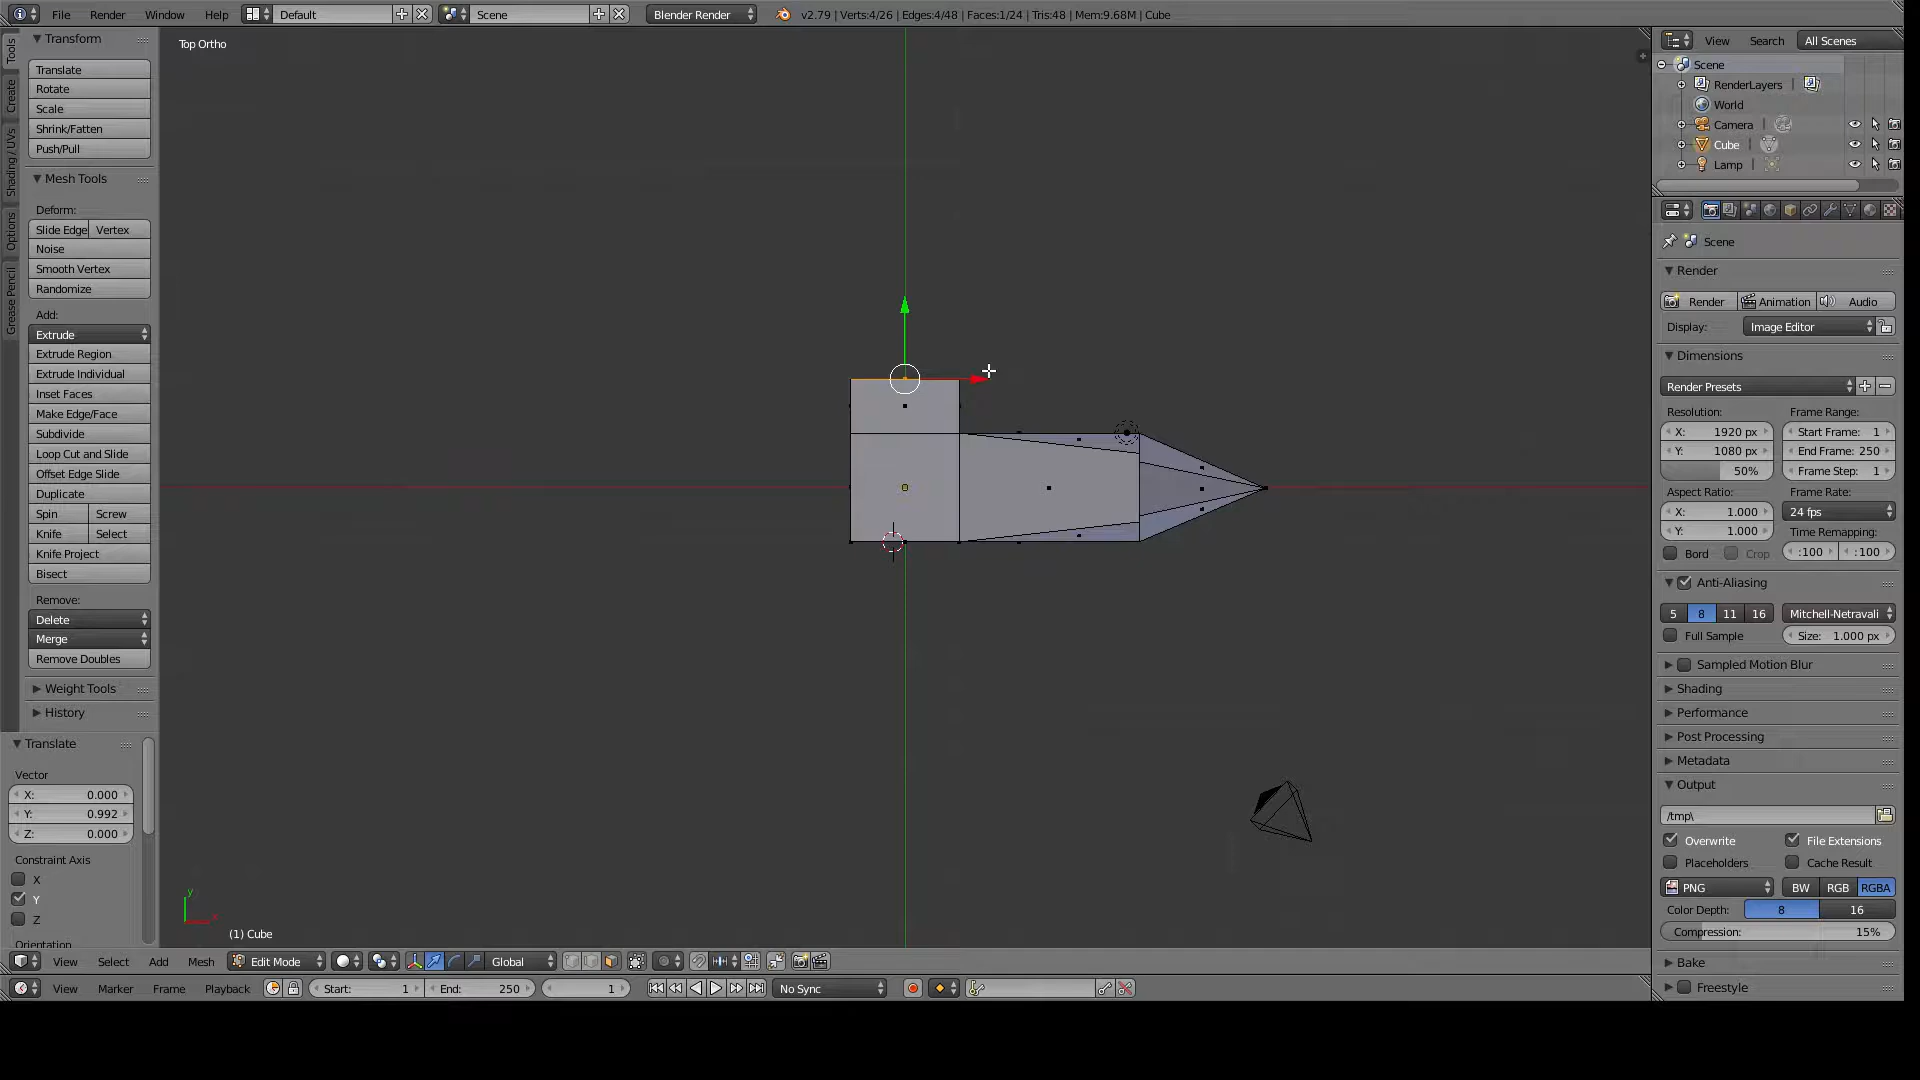 File Render Window Help Default Scene Blender Render v2.79 | Verts:4/26 | Edges:4/48 | Faces:1/24 | Tris:48 | Mem:9.68M | Cube
Tools
Create
Shading / UVs
Options
Grease Pencil
Transform
Translate
Rotate
Scale
Shrink/Fatten
Push/Pull
Mesh Tools
Deform:
Slide Edge Vertex
Noise
Smooth Vertex
Randomize
Add:
Extrude
Extrude Region
Extrude Individual
Inset Faces
Make Edge/Face
Subdivide
Loop Cut and Slide
Offset Edge Slide
Duplicate
Spin Screw
Knife Select
Knife Project
Bisect
Remove:
Delete
Merge
Remove Doubles
Weight Tools
History
Translate
Vector
X: 0.000
Y: 0.992
Z: 0.000
Constraint Axis
X
Y
Z
Orientation
Top Ortho
y
x
(1) Cube
View Select Add Mesh Edit Mode Global
View Marker Frame Playback Start: 1 End: 250 1 No Sync
View Search All Scenes
Scene
RenderLayers |
World
Camera |
Cube |
Lamp |
Scene
Render
Render Animation Audio
Display: Image Editor
Dimensions
Render Presets
Resolution: Frame Range:
X: 1920 px Start Frame: 1
Y: 1080 px End Frame: 250
50% Frame Step: 1
Aspect Ratio: Frame Rate:
X: 1.000 24 fps
Y: 1.000 Time Remapping:
Bord Crop :100 :100
Anti-Aliasing
5 8 11 16 Mitchell-Netravali
Full Sample Size: 1.000 px
Sampled Motion Blur
Shading
Performance
Post Processing
Metadata
Output
/tmp\
Overwrite File Extensions
Placeholders Cache Result
PNG BW RGB RGBA
Color Depth: 8 16
Compression: 15%
Bake
Freestyle